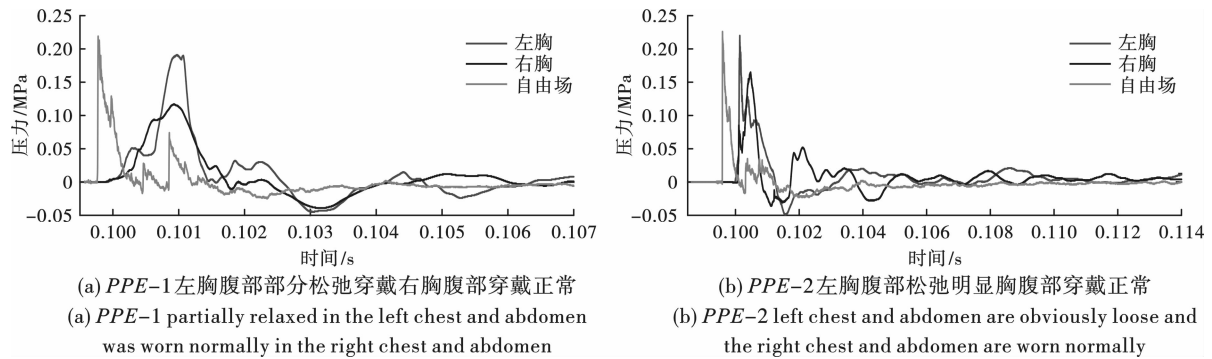 0.25
0.20
0.15
0.10
0.05
0
-0.05
压力/MPa
左胸
右胸
自由场
0.100 0.101 0.102 0.103 0.104 0.105 0.106 0.107
时间/s
(a) PPE-1左胸腹部部分松弛穿戴右胸腹部穿戴正常
(a) PPE-1 partially relaxed in the left chest and abdomen
was worn normally in the right chest and abdomen
0.25
0.20
0.15
0.10
0.05
0
-0.05
压力/MPa
左胸
右胸
自由场
0.100 0.102 0.104 0.106 0.108 0.110 0.112 0.114
时间/s
(b) PPE-2左胸腹部松弛明显胸腹部穿戴正常
(b) PPE-2 left chest and abdomen are obviously loose and
the right chest and abdomen are worn normally